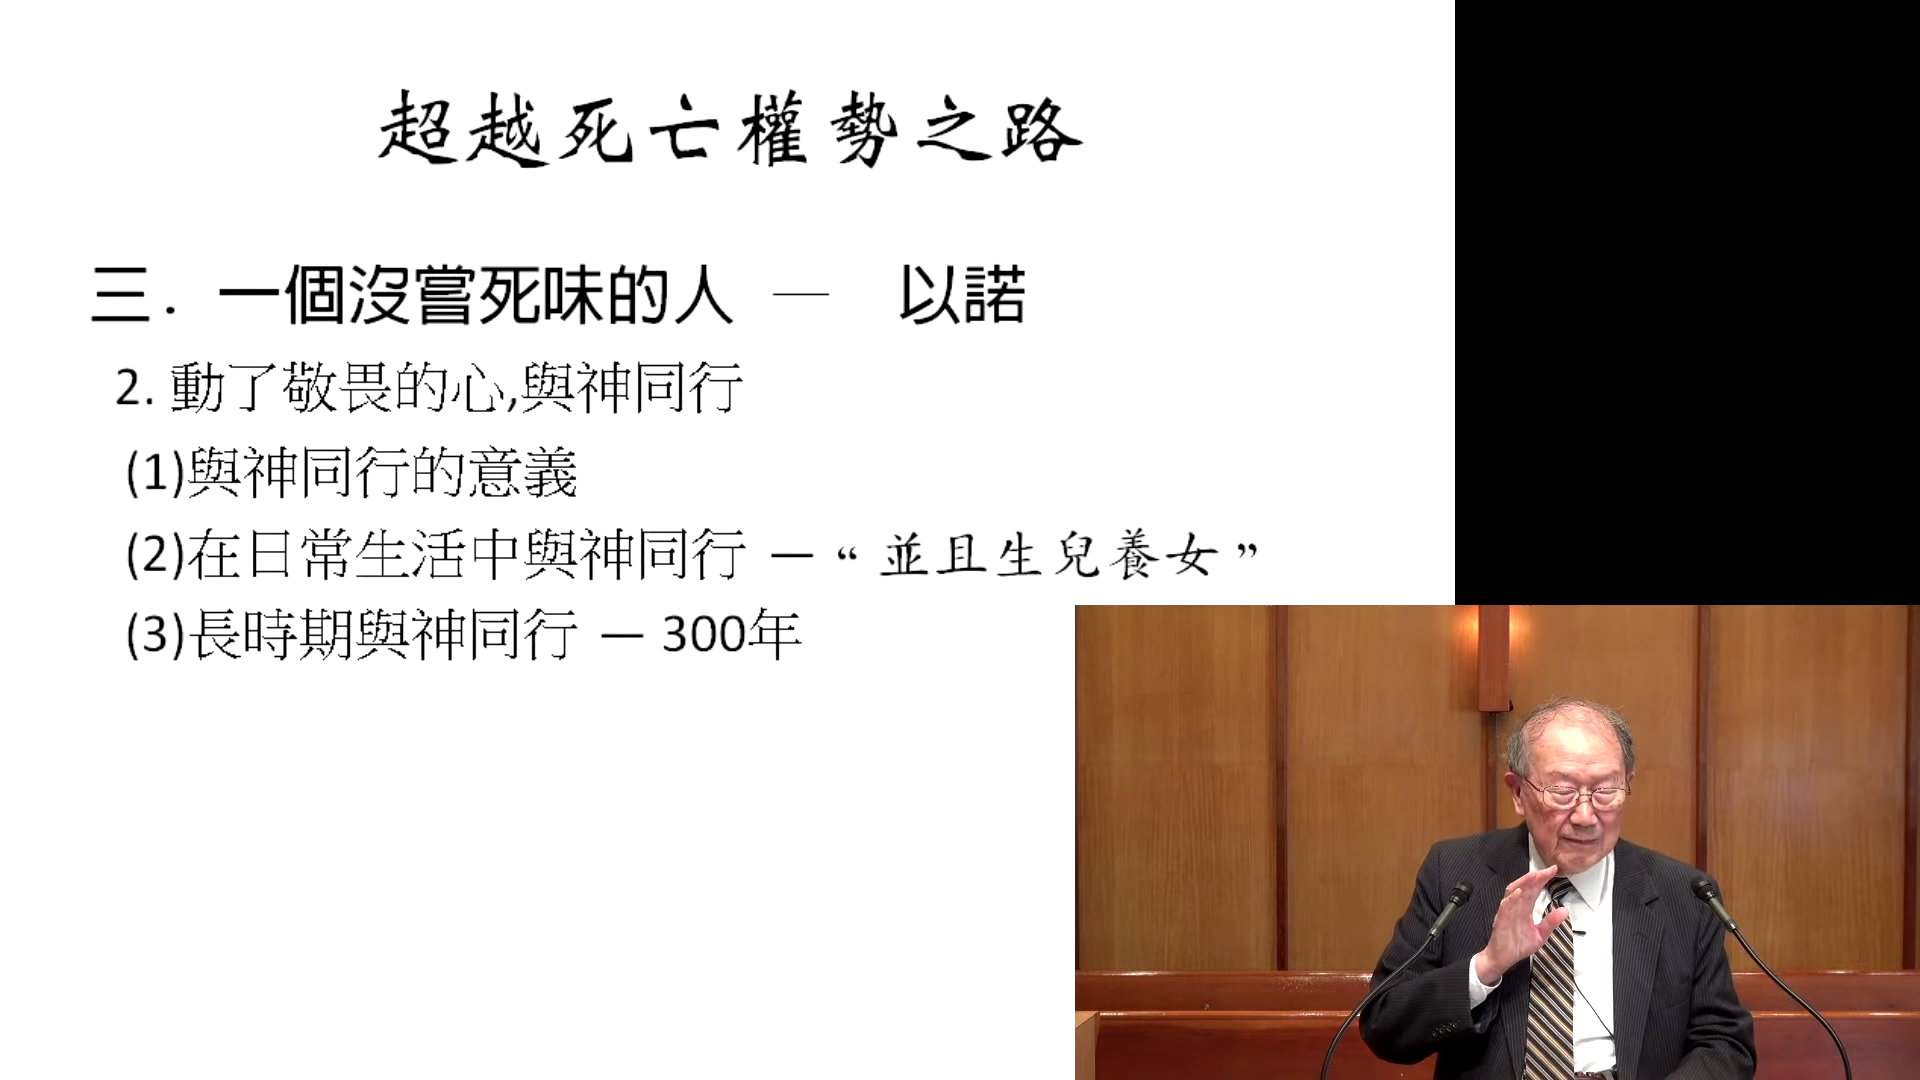 超越死亡權勢之路
三. 一個沒嘗死味的人 — 以諾
2. 動了敬畏的心,與神同行
(1)與神同行的意義
(2)在日常生活中與神同行 —“ 並且生兒養女 ”
(3)長時期與神同行 — 300年